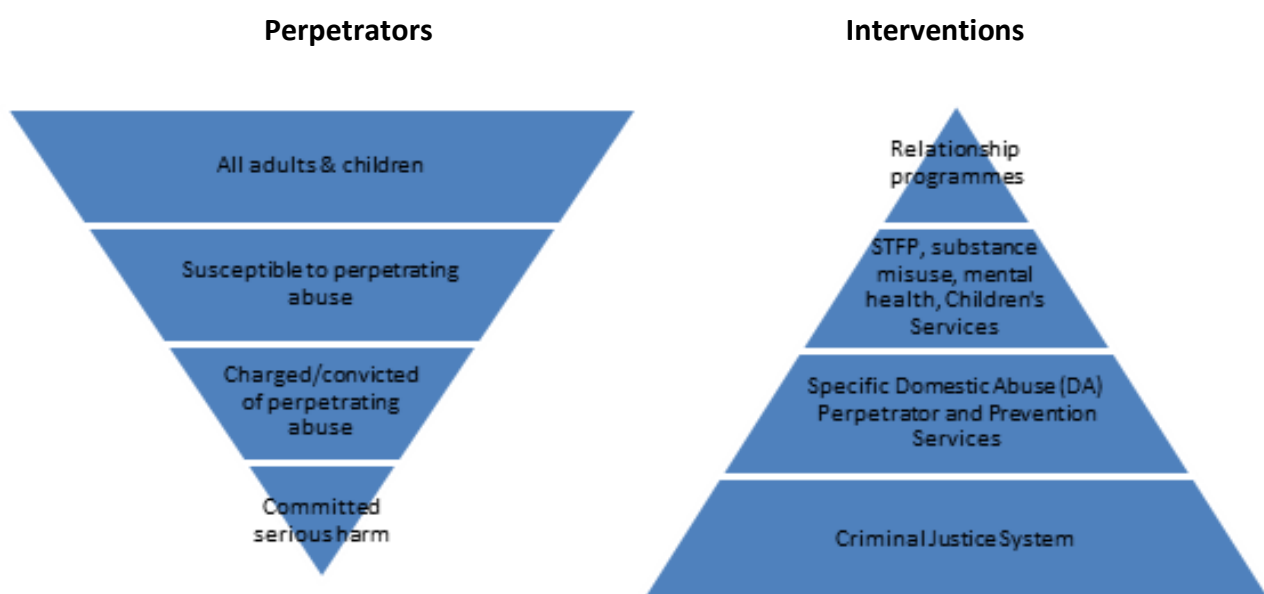 Perpetrators
Interventions
All adults & children
Susceptible to perpetrating
abuse
Charged/convicted
of perpetrating
abuse
Committed
serious harm
Relationship
programmes
STFP, substance
misuse, mental
health, Children's
Services
Specific Domestic Abuse (DA)
Perpetrator and Prevention
Services
Criminal Justice System